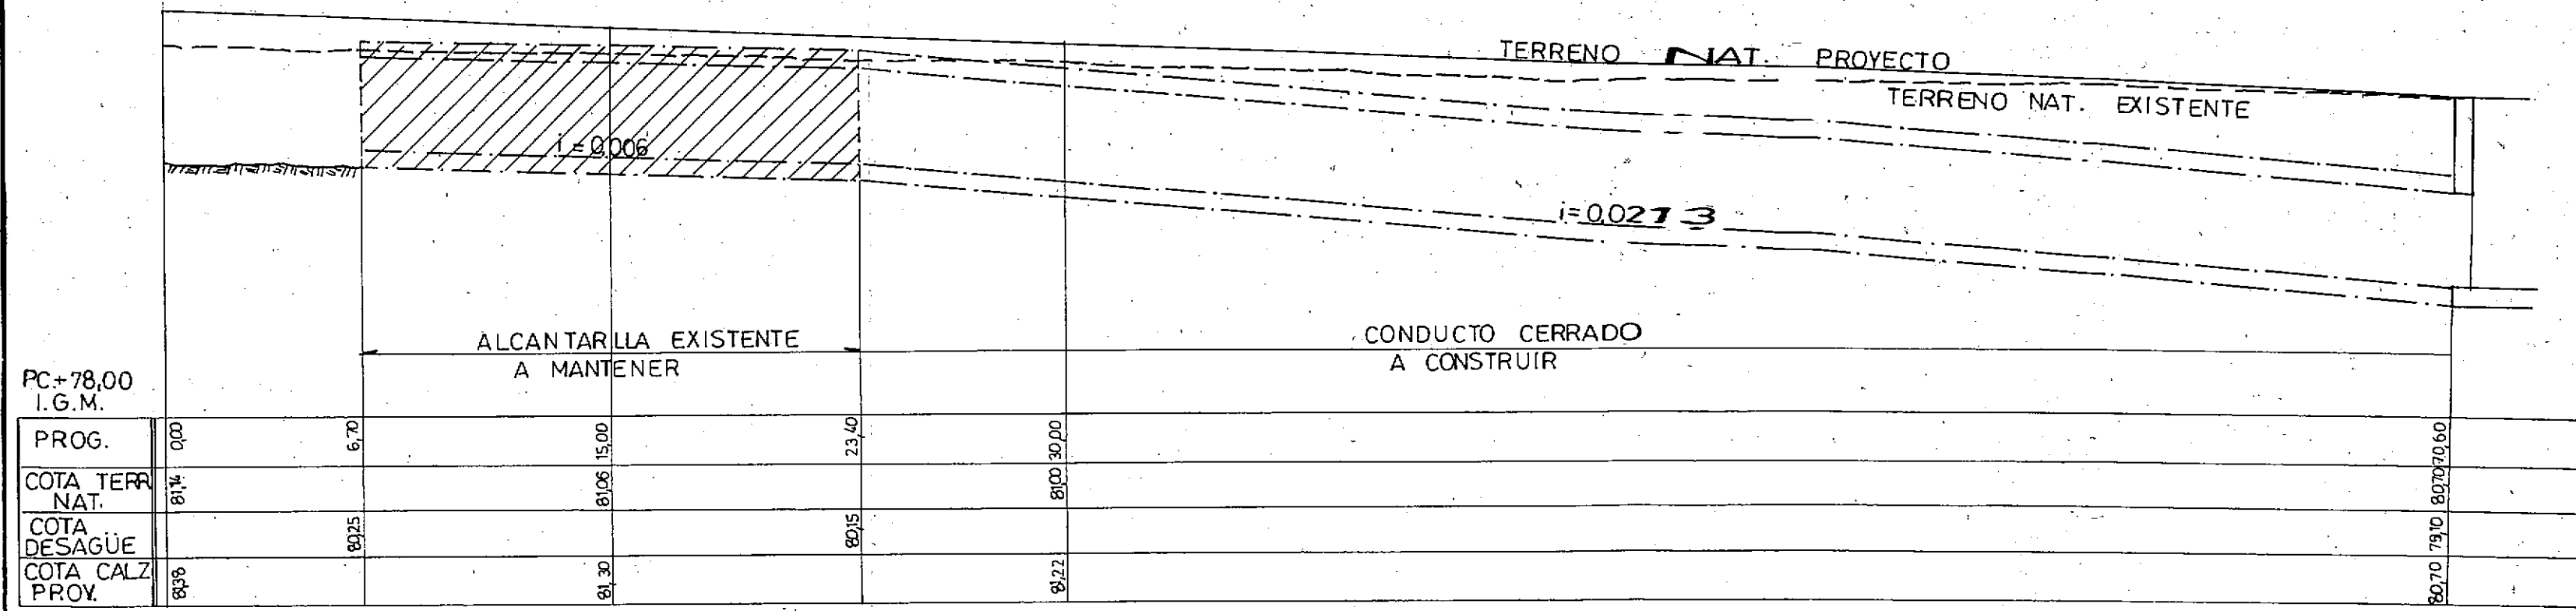 TERRENO NAT. PROYECTO
TERRENO NAT. EXISTENTE
i=0,006
i=0,0213
ALCANTARILLA EXISTENTE
A MANTENER
CONDUCTO CERRADO
A CONSTRUIR
PC.+78,00
I.G.M.
PROG. 0,00 6,70 15,00 23,40 30,00 70,60
COTA TERR. NAT. 81,14 81,06 81,00 80,70
COTA DESAGÜE 80,25 80,15 79,10
COTA CALZ PROY. 81,38 81,30 81,22 80,70